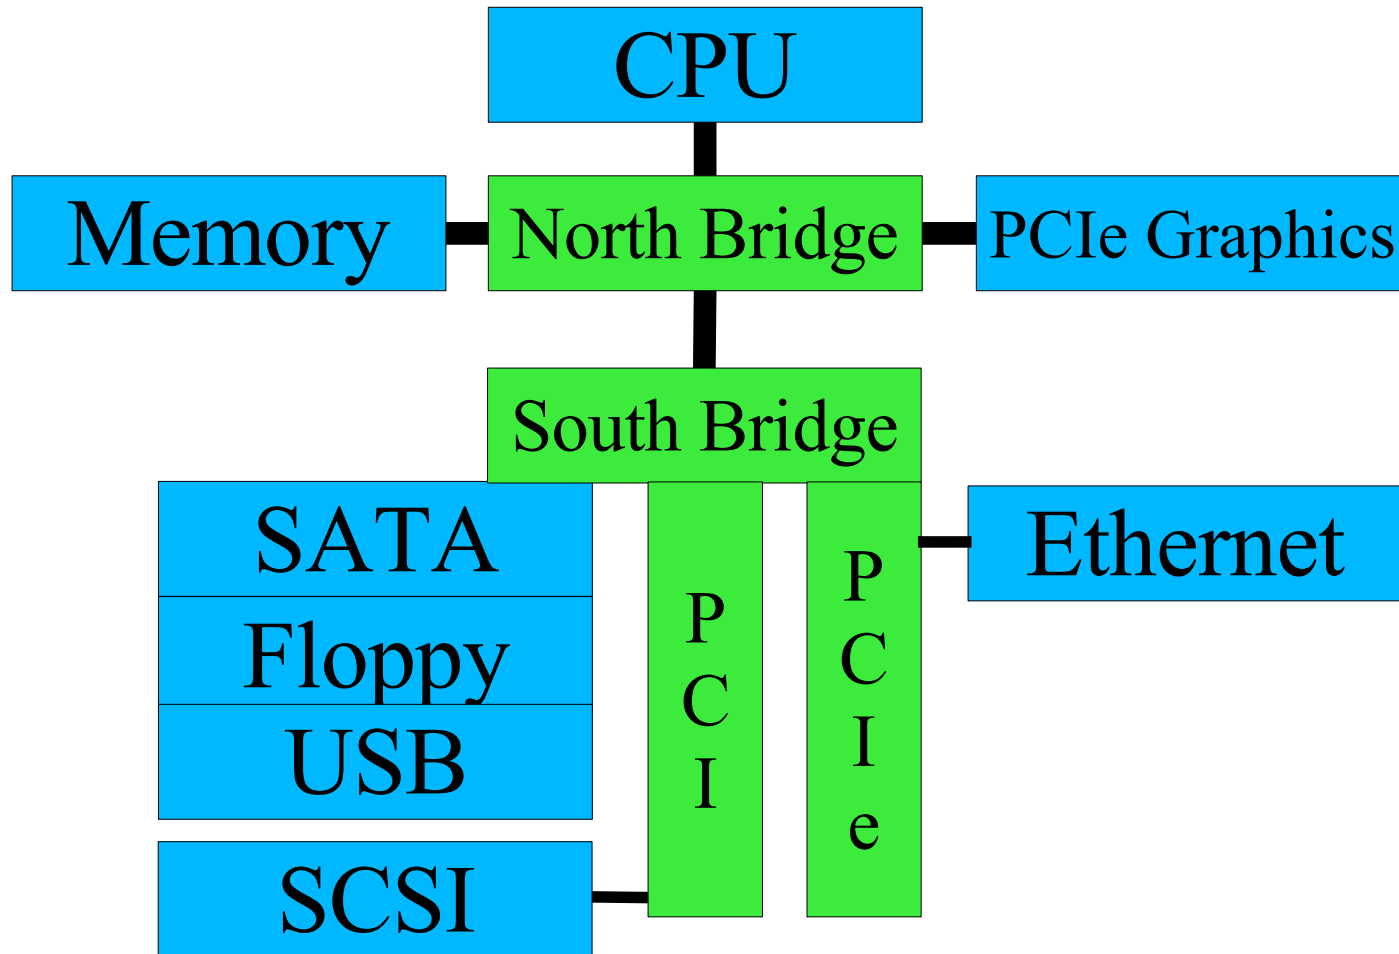 CPU
Memory
North Bridge
PCIe Graphics
South Bridge
SATA
Floppy
USB
SCSI
P
C
I
P
C
I
e
Ethernet